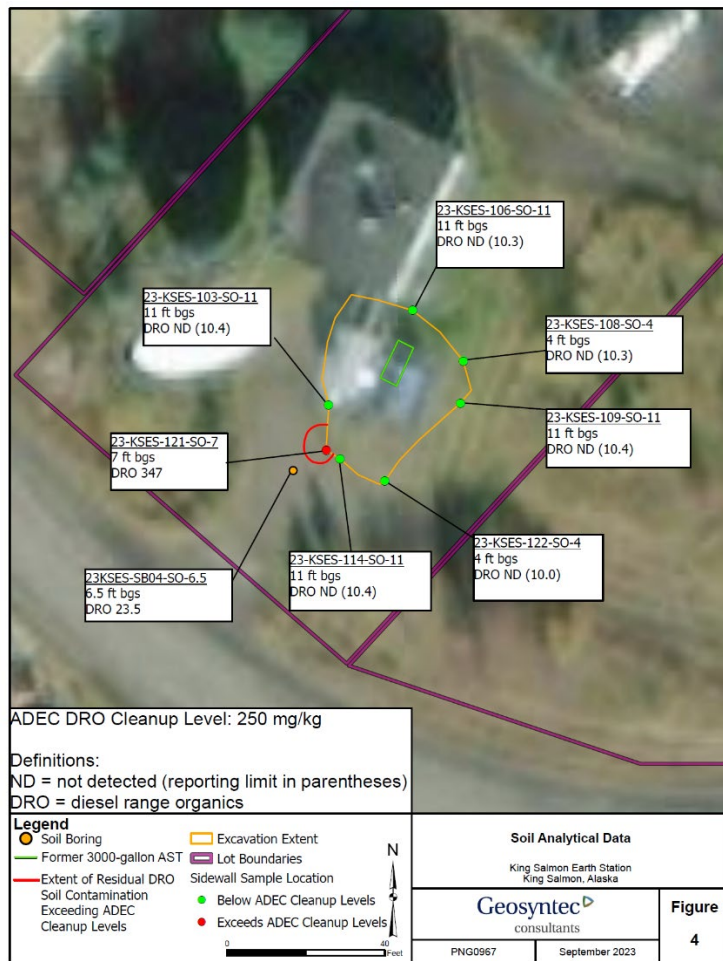 23-KSES-106-SO-11
11 ft bgs
DRO ND (10.3)
23-KSES-103-SO-11
11 ft bgs
DRO ND (10.4)
23-KSES-108-SO-4
4 ft bgs
DRO ND (10.3)
23-KSES-109-SO-11
11 ft bgs
DRO ND (10.4)
23-KSES-121-SO-7
7 ft bgs
DRO 347
23-KSES-122-SO-4
4 ft bgs
DRO ND (10.0)
23-KSES-114-SO-11
11 ft bgs
DRO ND (10.4)
23KSES-SB04-SO-6.5
6.5 ft bgs
DRO 23.5
ADEC DRO Cleanup Level: 250 mg/kg
Definitions:
ND = not detected (reporting limit in parentheses)
DRO = diesel range organics
Legend
Soil Boring
Former 3000-gallon AST
Extent of Residual DRO
Soil Contamination
Exceeding ADEC
Cleanup Levels
Excavation Extent
Lot Boundaries
Sidewall Sample Location
Below ADEC Cleanup Levels
Exceeds ADEC Cleanup Levels
N
0 40
Feet
Soil Analytical Data
King Salmon Earth Station
King Salmon, Alaska
Geosyntec
consultants
PNG0967
September 2023
Figure
4